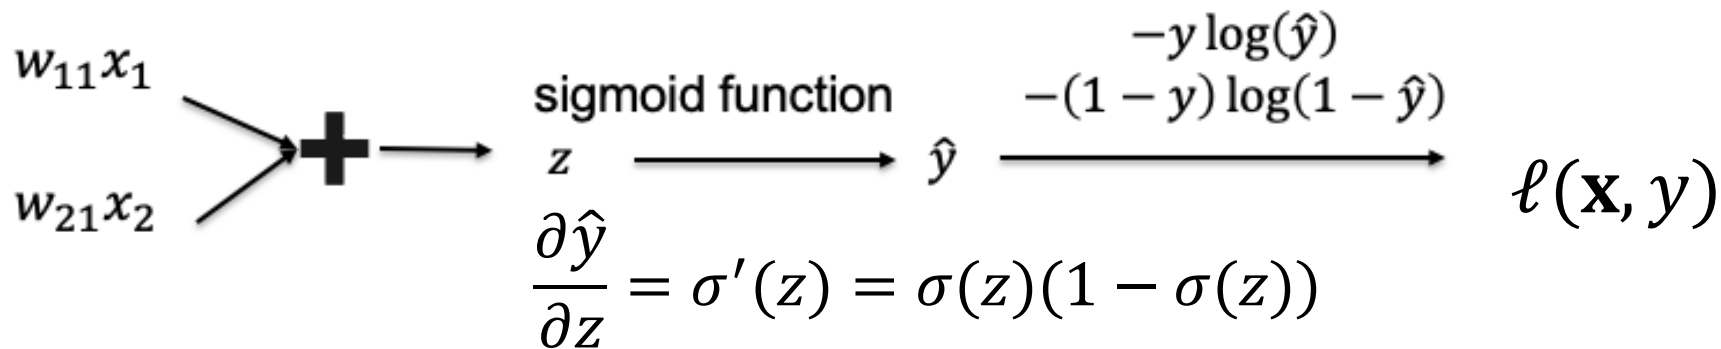 −y log(ŷ)
−(1 − y) log(1 − ŷ)
w₁₁x₁
sigmoid function
z
ŷ
w₂₁x₂
ℓ(𝐱, y)
∂ŷ/∂z = σ′(z) = σ(z)(1 − σ(z))